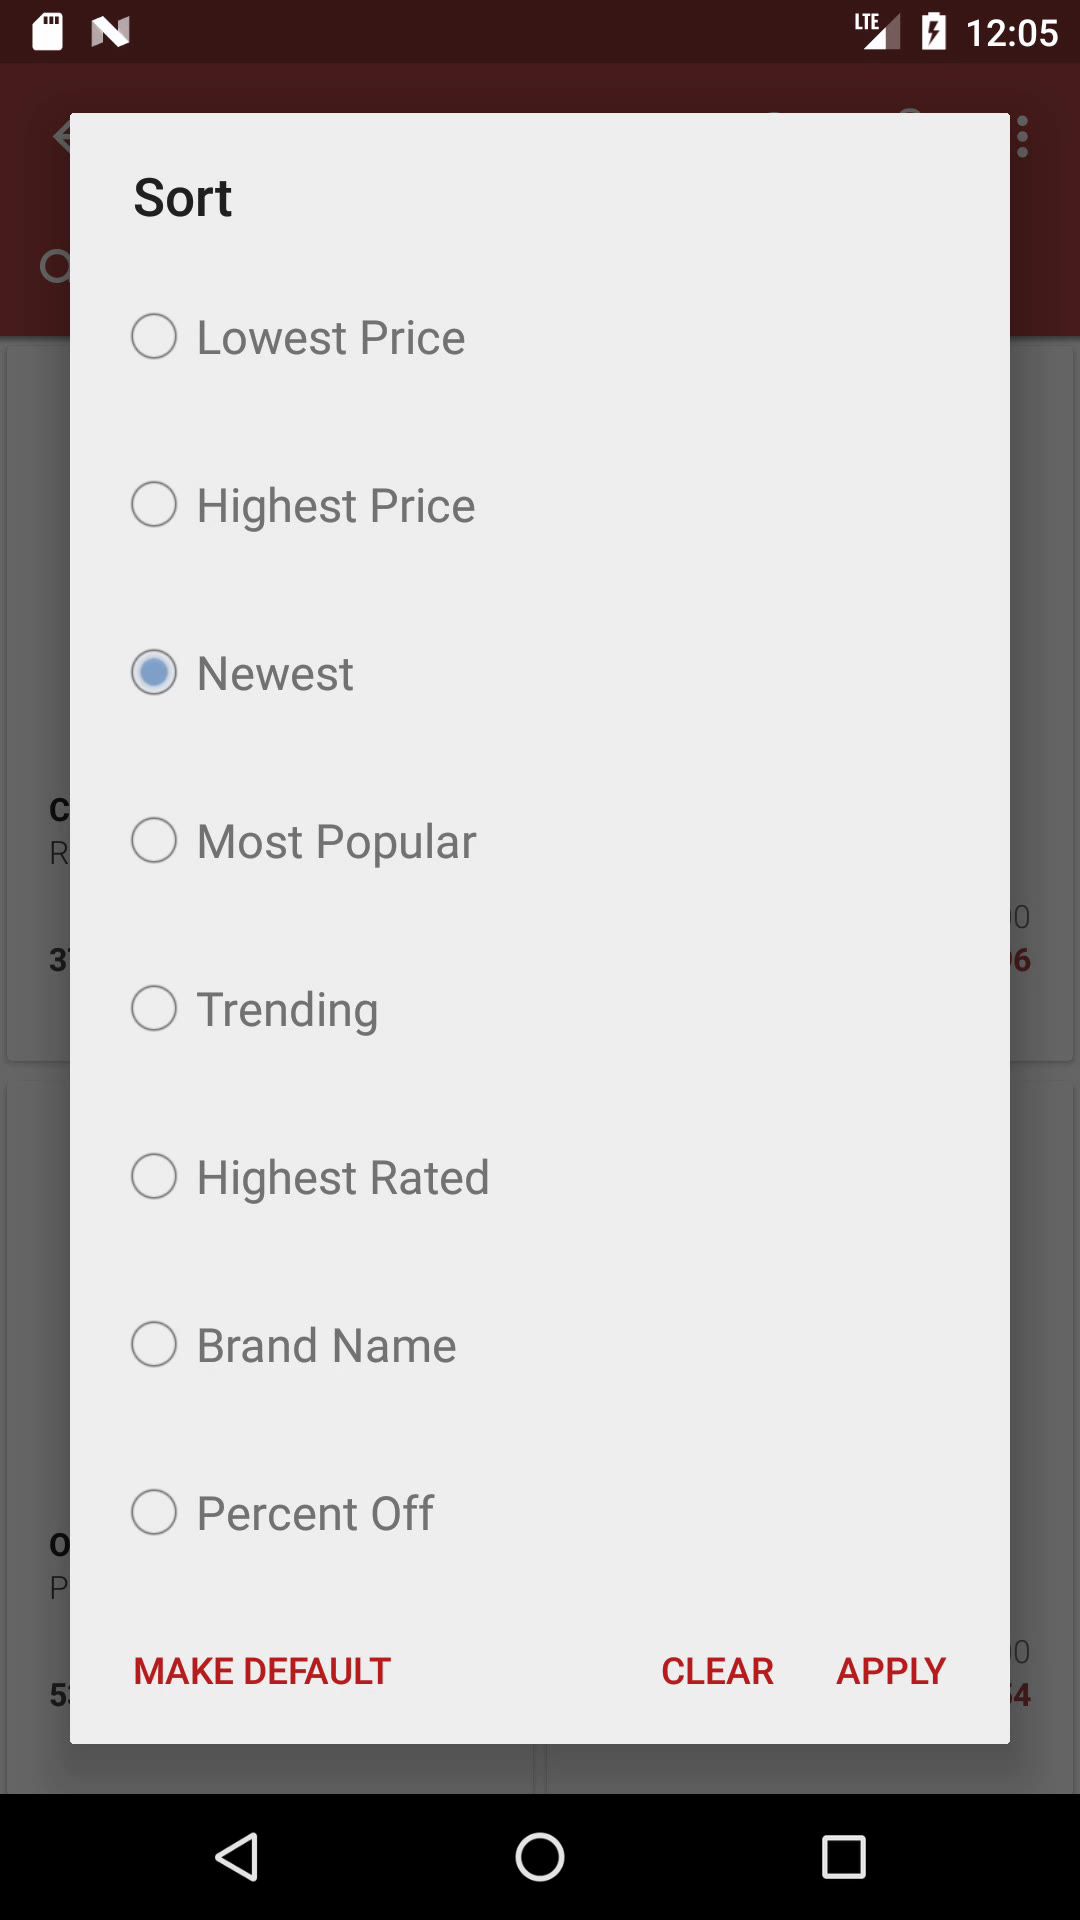 LTE 12:05
Sort
Lowest Price
Highest Price
Newest
Most Popular
Trending
Highest Rated
Brand Name
Percent Off
MAKE DEFAULT CLEAR APPLY